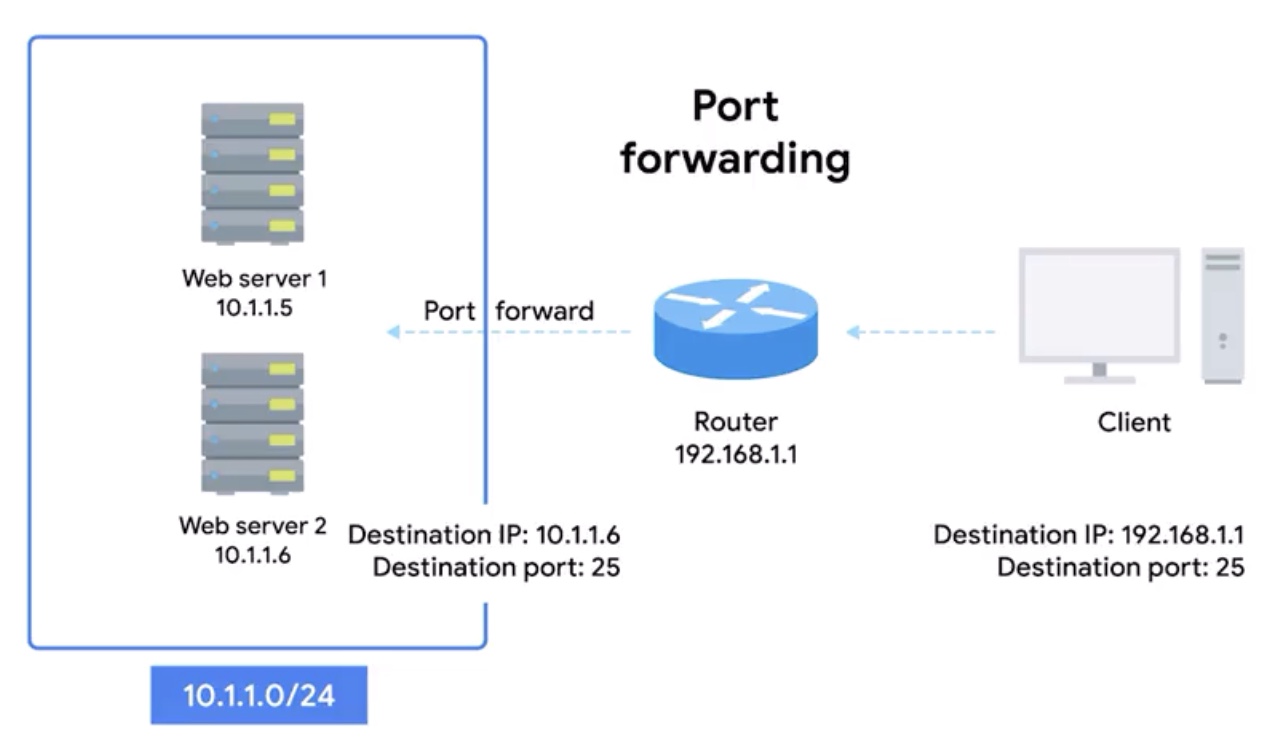 Port
forwarding
Web server 1
10.1.1.5
Port forward
Router
192.168.1.1
Client
Web server 2
10.1.1.6
Destination IP: 10.1.1.6
Destination port: 25
Destination IP: 192.168.1.1
Destination port: 25
10.1.1.0/24